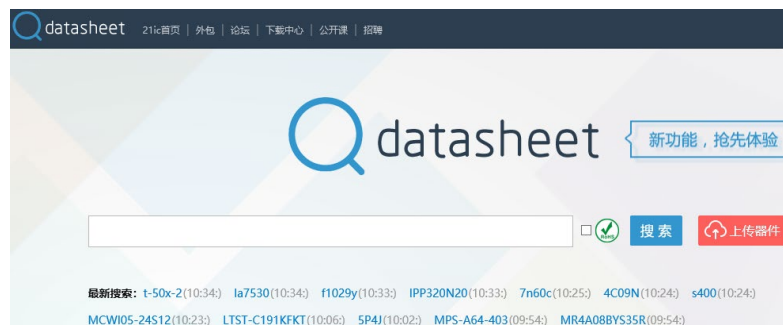 datasheet 21ic首页 | 外包 | 论坛 | 下载中心 | 公开课 | 招聘
datasheet 新功能，抢先体验
RoHS 搜索 上传器件
最新搜索： t-50x-2(10:34:) la7530(10:34:) f1029y(10:33:) IPP320N20(10:33:) 7n60c(10:25:) 4C09N(10:24:) s400(10:24:)
MCWI05-24S12(10:23:) LTST-C191KFKT(10:06:) 5P4J(10:02:) MPS-A64-403(09:54:) MR4A08BYS35R(09:54:)